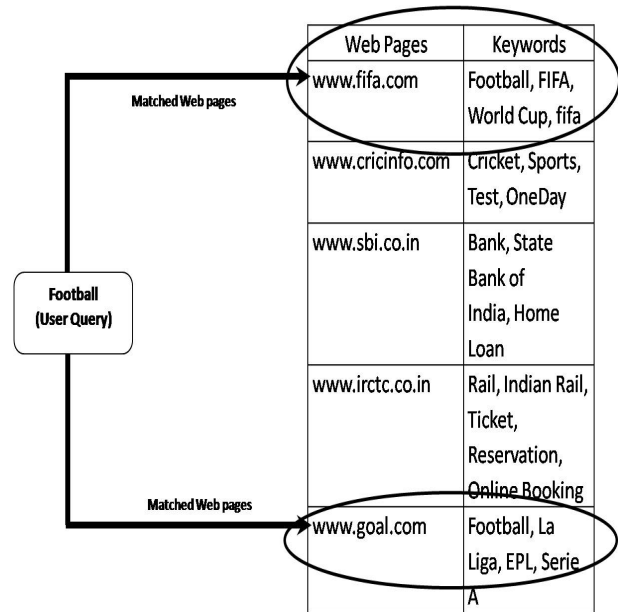 Web Pages Keywords
www.fifa.com Football, FIFA,
World Cup, fifa
Matched Web pages
www.cricinfo.com Cricket, Sports,
Test, OneDay
www.sbi.co.in Bank, State
Bank of
India, Home
Loan
Football
(User Query)
www.irctc.co.in Rail, Indian Rail,
Ticket,
Reservation,
Online Booking
Matched Web pages
www.goal.com Football, La
Liga, EPL, Serie
A